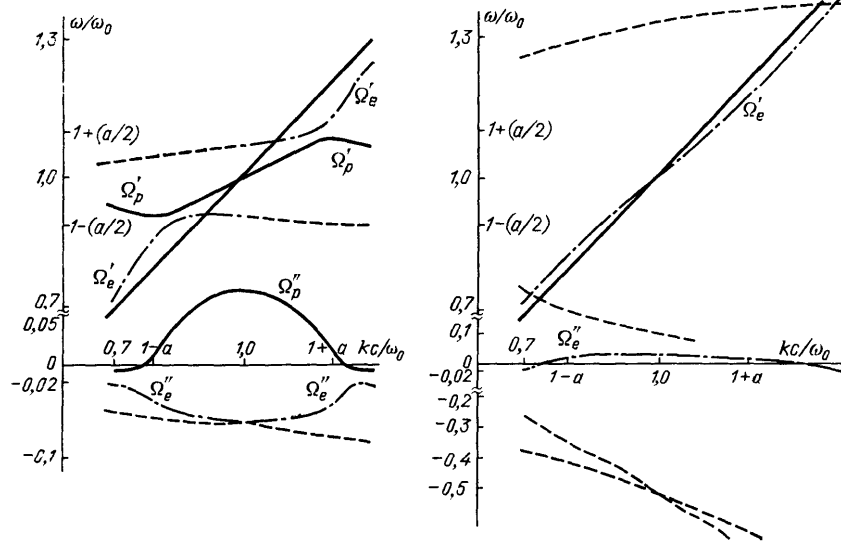 ω/ω₀
1,3
Ω'ₑ
1+(a/2)
1,0
Ω'ₚ
Ω'ₚ
1−(a/2)
Ω'ₑ
Ω''ₚ
0,7
0,05
0,7 1−a 1,0 1+a kc/ω₀
0
−0,02
Ω''ₑ
Ω''ₑ
−0,1
ω/ω₀
1,3
Ω'ₑ
1+(a/2)
1,0
1−(a/2)
0,7
0,1
0,7
Ω''ₑ
kc/ω₀
0
1−a 1,0 1+a
−0,02
−0,2
−0,3
−0,4
−0,5